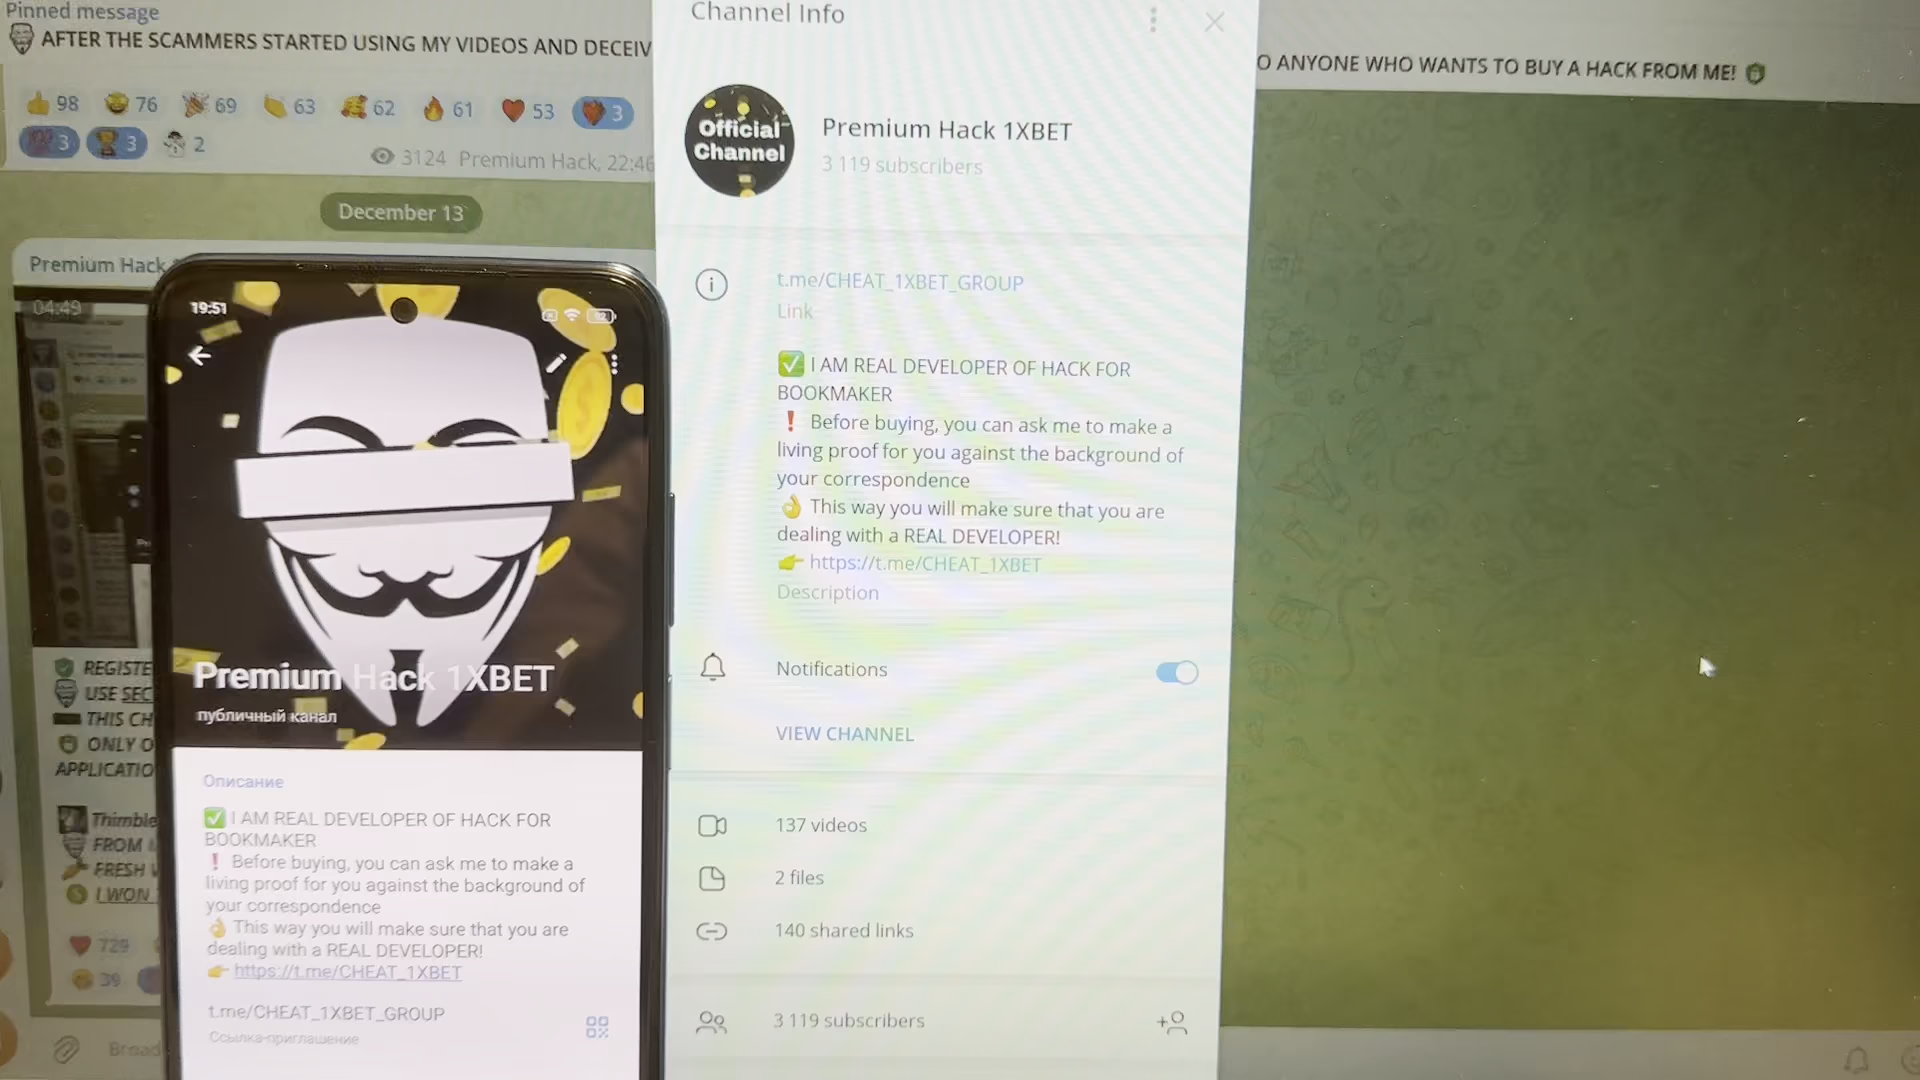 Pinned message
AFTER THE SCAMMERS STARTED USING MY VIDEOS AND DECEIV
O ANYONE WHO WANTS TO BUY A HACK FROM ME!
98 76 69 63 62 61 53 3
3 3 2
3124 Premium Hack, 22:46
December 13
Premium Hack
04:49
REGISTE
USE SEC
THIS CH
ONLY O
APPLICATIO
Thimble
FROM
FRESH
I WON
729
39
Broad
19:51
92
Premium Hack 1XBET
публичный канал
Описание
✅ I AM REAL DEVELOPER OF HACK FOR
BOOKMAKER
❗ Before buying, you can ask me to make a
living proof for you against the background of
your correspondence
👌 This way you will make sure that you are
dealing with a REAL DEVELOPER!
👉 https://t.me/CHEAT_1XBET
t.me/CHEAT_1XBET_GROUP
Ссылка-приглашение
Channel Info
Official
Channel
Premium Hack 1XBET
3 119 subscribers
t.me/CHEAT_1XBET_GROUP
Link
✅ I AM REAL DEVELOPER OF HACK FOR
BOOKMAKER
❗ Before buying, you can ask me to make a
living proof for you against the background of
your correspondence
👌 This way you will make sure that you are
dealing with a REAL DEVELOPER!
👉 https://t.me/CHEAT_1XBET
Description
Notifications
VIEW CHANNEL
137 videos
2 files
140 shared links
3 119 subscribers